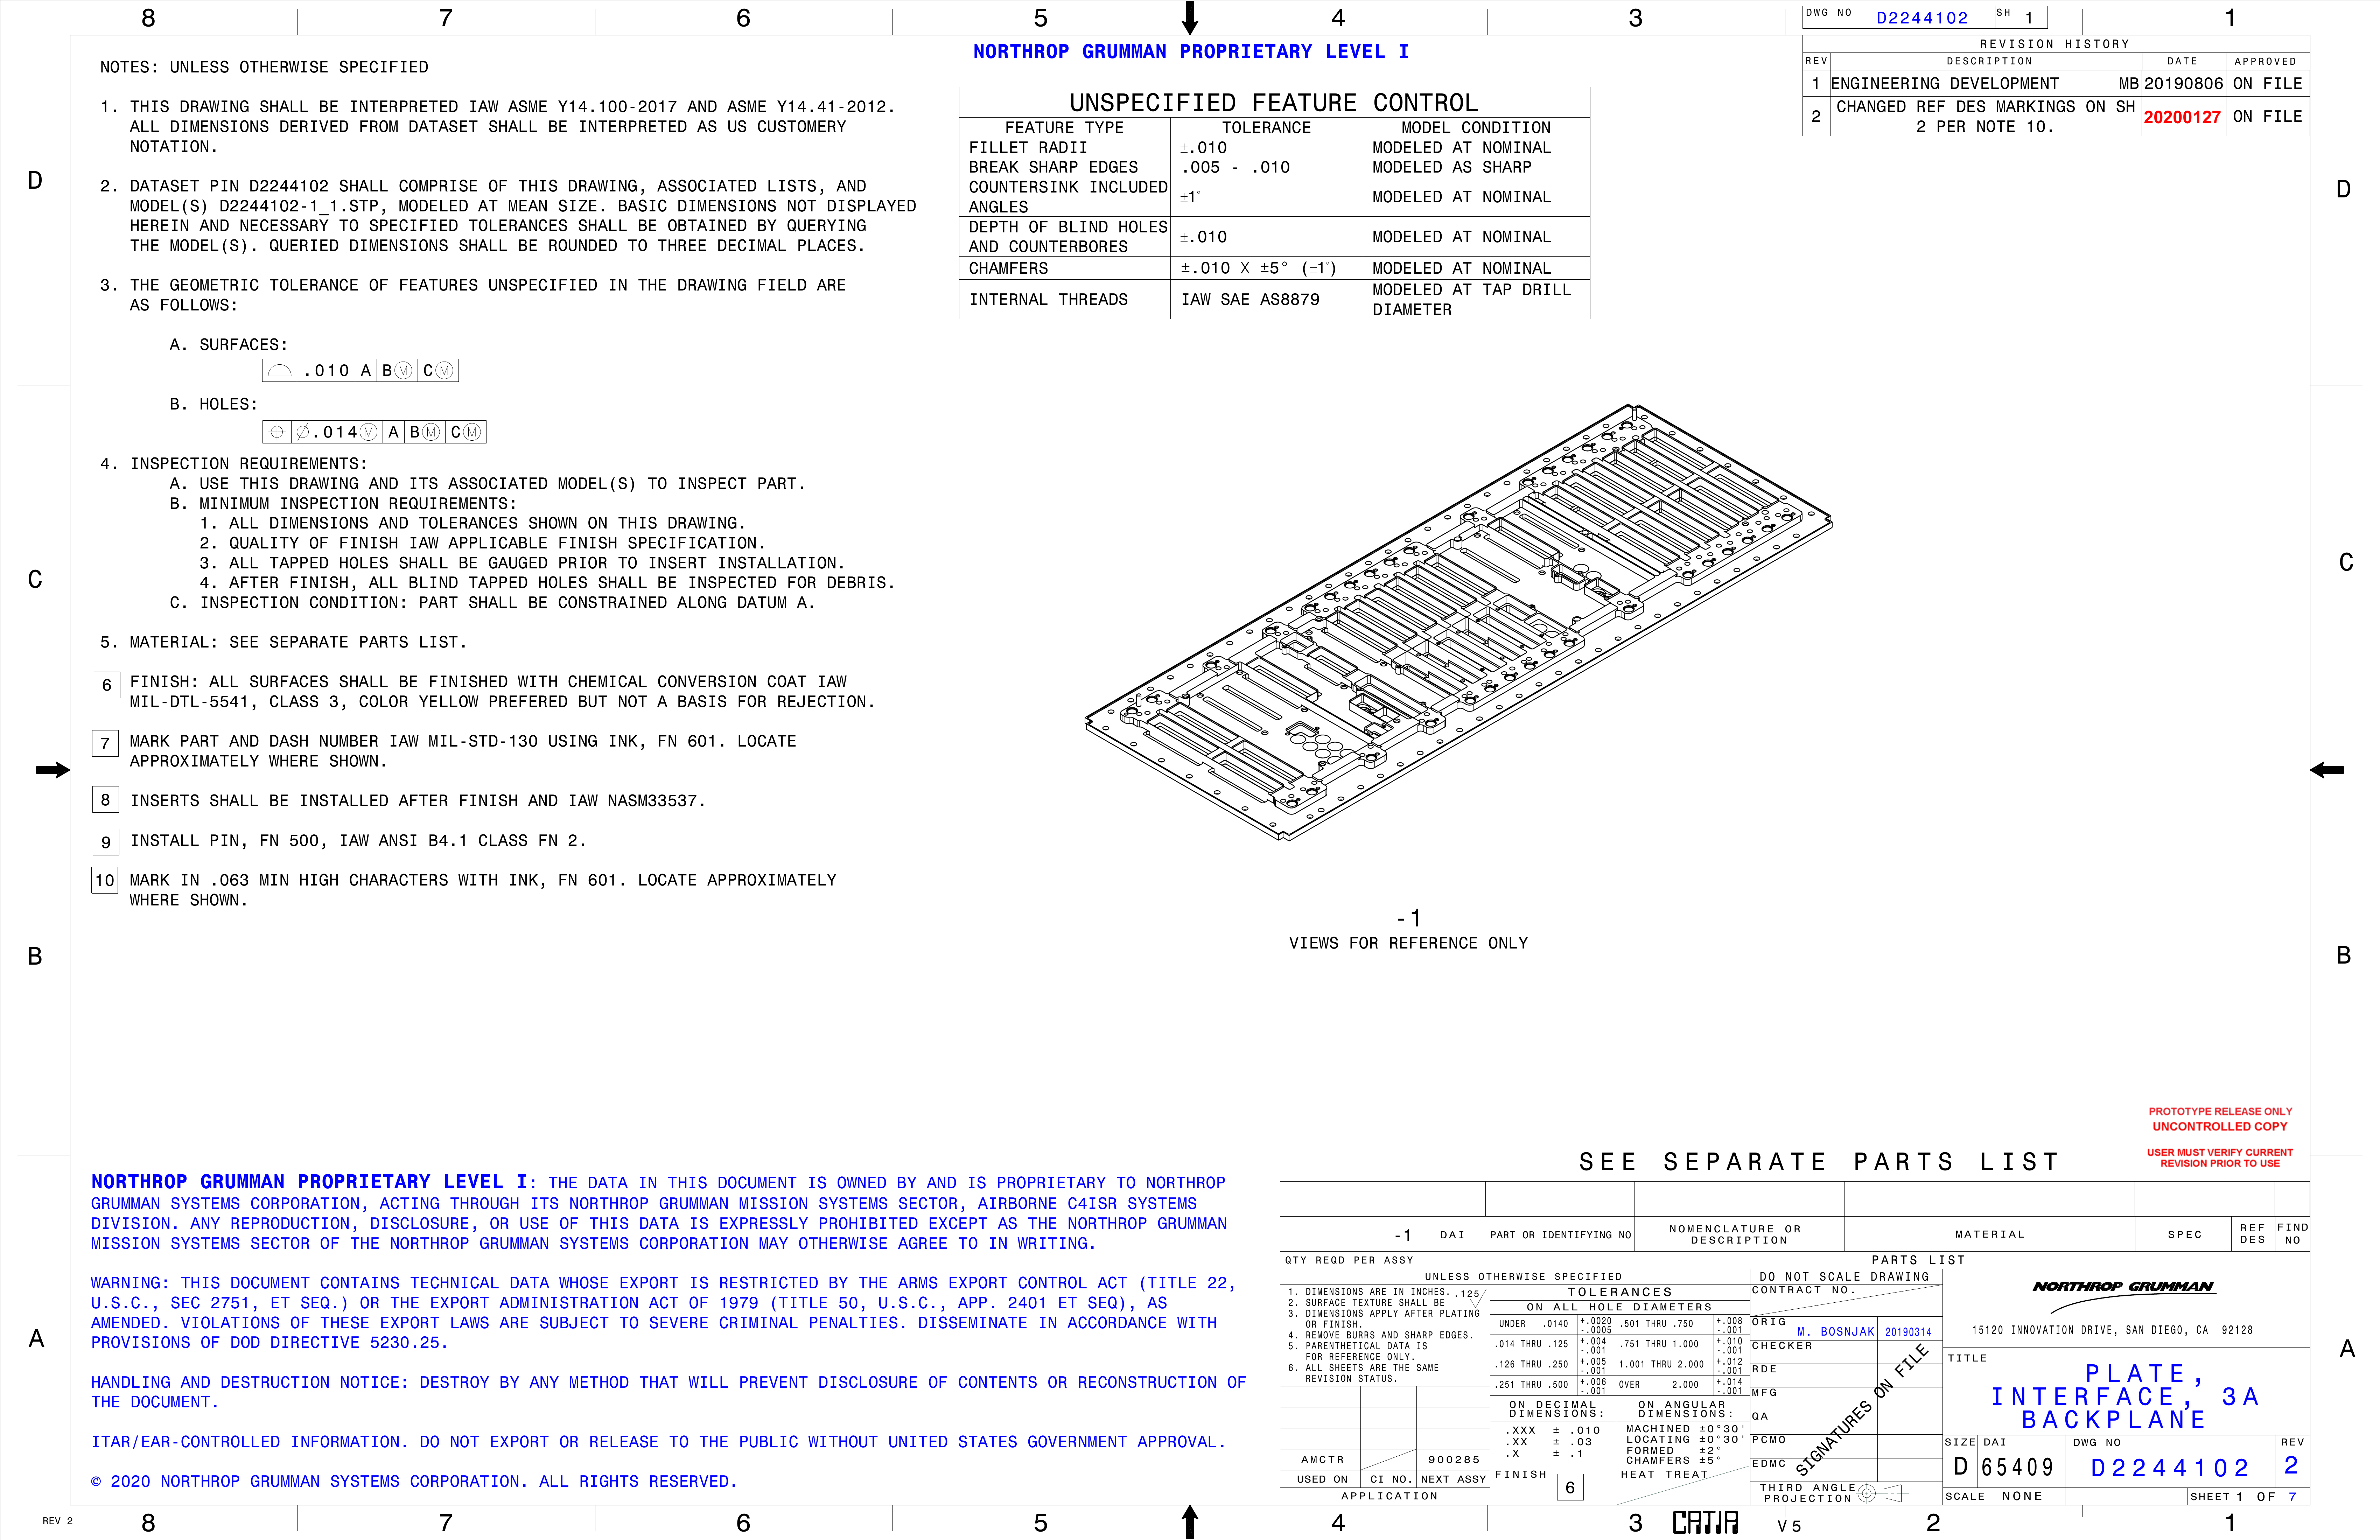 8 7 6 5 4 3
DWG NO D2244102 SH 1
1
NORTHROP GRUMMAN PROPRIETARY LEVEL I
NOTES: UNLESS OTHERWISE SPECIFIED
1. THIS DRAWING SHALL BE INTERPRETED IAW ASME Y14.100-2017 AND ASME Y14.41-2012.
ALL DIMENSIONS DERIVED FROM DATASET SHALL BE INTERPRETED AS US CUSTOMERY
NOTATION.
2. DATASET PIN D2244102 SHALL COMPRISE OF THIS DRAWING, ASSOCIATED LISTS, AND
MODEL(S) D2244102-1_1.STP, MODELED AT MEAN SIZE. BASIC DIMENSIONS NOT DISPLAYED
HEREIN AND NECESSARY TO SPECIFIED TOLERANCES SHALL BE OBTAINED BY QUERYING
THE MODEL(S). QUERIED DIMENSIONS SHALL BE ROUNDED TO THREE DECIMAL PLACES.
3. THE GEOMETRIC TOLERANCE OF FEATURES UNSPECIFIED IN THE DRAWING FIELD ARE
AS FOLLOWS:
A. SURFACES:
⌓ .010 A BⓂ CⓂ
B. HOLES:
⌖ ⌀.014Ⓜ A BⓂ CⓂ
4. INSPECTION REQUIREMENTS:
A. USE THIS DRAWING AND ITS ASSOCIATED MODEL(S) TO INSPECT PART.
B. MINIMUM INSPECTION REQUIREMENTS:
1. ALL DIMENSIONS AND TOLERANCES SHOWN ON THIS DRAWING.
2. QUALITY OF FINISH IAW APPLICABLE FINISH SPECIFICATION.
3. ALL TAPPED HOLES SHALL BE GAUGED PRIOR TO INSERT INSTALLATION.
4. AFTER FINISH, ALL BLIND TAPPED HOLES SHALL BE INSPECTED FOR DEBRIS.
C. INSPECTION CONDITION: PART SHALL BE CONSTRAINED ALONG DATUM A.
5. MATERIAL: SEE SEPARATE PARTS LIST.
6 FINISH: ALL SURFACES SHALL BE FINISHED WITH CHEMICAL CONVERSION COAT IAW
MIL-DTL-5541, CLASS 3, COLOR YELLOW PREFERED BUT NOT A BASIS FOR REJECTION.
7 MARK PART AND DASH NUMBER IAW MIL-STD-130 USING INK, FN 601. LOCATE
APPROXIMATELY WHERE SHOWN.
8 INSERTS SHALL BE INSTALLED AFTER FINISH AND IAW NASM33537.
9 INSTALL PIN, FN 500, IAW ANSI B4.1 CLASS FN 2.
10 MARK IN .063 MIN HIGH CHARACTERS WITH INK, FN 601. LOCATE APPROXIMATELY
WHERE SHOWN.
UNSPECIFIED FEATURE CONTROL
FEATURE TYPE TOLERANCE MODEL CONDITION
FILLET RADII ±.010 MODELED AT NOMINAL
BREAK SHARP EDGES .005 - .010 MODELED AS SHARP
COUNTERSINK INCLUDED
ANGLES ±1° MODELED AT NOMINAL
DEPTH OF BLIND HOLES
AND COUNTERBORES ±.010 MODELED AT NOMINAL
CHAMFERS ±.010 X ±5° (±1°) MODELED AT NOMINAL
INTERNAL THREADS IAW SAE AS8879 MODELED AT TAP DRILL
DIAMETER
REVISION HISTORY
REV DESCRIPTION DATE APPROVED
1 ENGINEERING DEVELOPMENT MB 20190806 ON FILE
2 CHANGED REF DES MARKINGS ON SH
2 PER NOTE 10. 20200127 ON FILE
D D
C C
B B
A A
-1
VIEWS FOR REFERENCE ONLY
PROTOTYPE RELEASE ONLY
UNCONTROLLED COPY
USER MUST VERIFY CURRENT
REVISION PRIOR TO USE
SEE SEPARATE PARTS LIST
NORTHROP GRUMMAN PROPRIETARY LEVEL I: THE DATA IN THIS DOCUMENT IS OWNED BY AND IS PROPRIETARY TO NORTHROP
GRUMMAN SYSTEMS CORPORATION, ACTING THROUGH ITS NORTHROP GRUMMAN MISSION SYSTEMS SECTOR, AIRBORNE C4ISR SYSTEMS
DIVISION. ANY REPRODUCTION, DISCLOSURE, OR USE OF THIS DATA IS EXPRESSLY PROHIBITED EXCEPT AS THE NORTHROP GRUMMAN
MISSION SYSTEMS SECTOR OF THE NORTHROP GRUMMAN SYSTEMS CORPORATION MAY OTHERWISE AGREE TO IN WRITING.
WARNING: THIS DOCUMENT CONTAINS TECHNICAL DATA WHOSE EXPORT IS RESTRICTED BY THE ARMS EXPORT CONTROL ACT (TITLE 22,
U.S.C., SEC 2751, ET SEQ.) OR THE EXPORT ADMINISTRATION ACT OF 1979 (TITLE 50, U.S.C., APP. 2401 ET SEQ), AS
AMENDED. VIOLATIONS OF THESE EXPORT LAWS ARE SUBJECT TO SEVERE CRIMINAL PENALTIES. DISSEMINATE IN ACCORDANCE WITH
PROVISIONS OF DOD DIRECTIVE 5230.25.
HANDLING AND DESTRUCTION NOTICE: DESTROY BY ANY METHOD THAT WILL PREVENT DISCLOSURE OF CONTENTS OR RECONSTRUCTION OF
THE DOCUMENT.
ITAR/EAR-CONTROLLED INFORMATION. DO NOT EXPORT OR RELEASE TO THE PUBLIC WITHOUT UNITED STATES GOVERNMENT APPROVAL.
© 2020 NORTHROP GRUMMAN SYSTEMS CORPORATION. ALL RIGHTS RESERVED.
-1 DAI PART OR IDENTIFYING NO NOMENCLATURE OR
DESCRIPTION MATERIAL SPEC REF
DES FIND
NO
QTY REQD PER ASSY PARTS LIST
UNLESS OTHERWISE SPECIFIED
1. DIMENSIONS ARE IN INCHES.
2. SURFACE TEXTURE SHALL BE .125
3. DIMENSIONS APPLY AFTER PLATING
OR FINISH.
4. REMOVE BURRS AND SHARP EDGES.
5. PARENTHETICAL DATA IS
FOR REFERENCE ONLY.
6. ALL SHEETS ARE THE SAME
REVISION STATUS.
TOLERANCES
ON ALL HOLE DIAMETERS
UNDER .0140 +.0020 -.0005 .501 THRU .750 +.008 -.001
.014 THRU .125 +.004 -.001 .751 THRU 1.000 +.010 -.001
.126 THRU .250 +.005 -.001 1.001 THRU 2.000 +.012 -.001
.251 THRU .500 +.006 -.001 OVER 2.000 +.014 -.001
ON DECIMAL
DIMENSIONS:
.XXX ± .010
.XX ± .03
.X ± .1
ON ANGULAR
DIMENSIONS:
MACHINED ±0°30'
LOCATING ±0°30'
FORMED ±2°
CHAMFERS ±5°
AMCTR 900285
USED ON CI NO. NEXT ASSY
APPLICATION
FINISH 6
HEAT TREAT
DO NOT SCALE DRAWING
CONTRACT NO.
ORIG M. BOSNJAK 20190314
CHECKER
RDE
MFG
QA
PCMO
EDMC
SIGNATURES ON FILE
THIRD ANGLE
PROJECTION
NORTHROP GRUMMAN
15120 INNOVATION DRIVE, SAN DIEGO, CA 92128
TITLE
PLATE,
INTERFACE, 3A
BACKPLANE
SIZE D DAI 65409 DWG NO D2244102 REV 2
SCALE NONE SHEET 1 OF 7
REV 2 8 7 6 5 4 3 CATIA V5 2 1